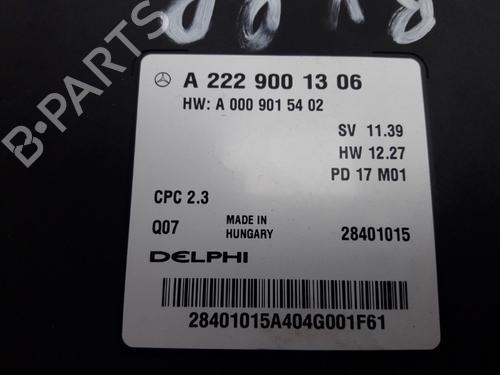 A 222 900 13 06
HW: A 000 901 54 02
SV 11.39
HW 12.27
PD 17 M01
CPC 2.3
Q07
MADE IN
HUNGARY
28401015
DELPHI
28401015A404G001F61
B-PARTS